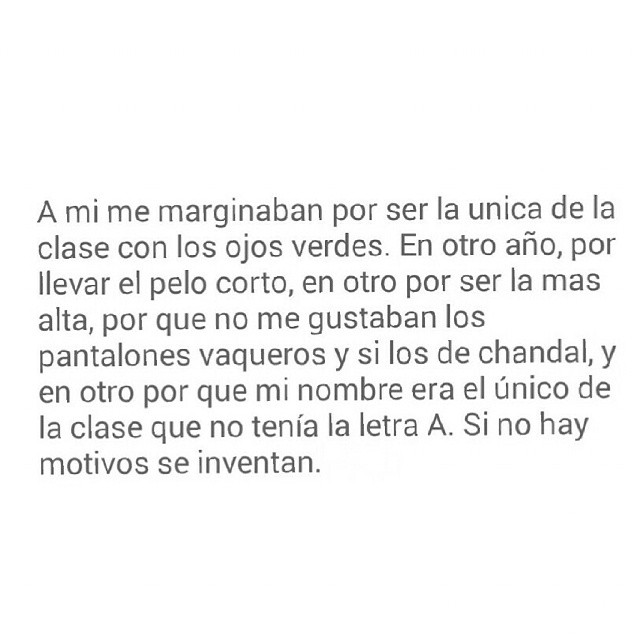 A mi me marginaban por ser la unica de la
clase con los ojos verdes. En otro año, por
llevar el pelo corto, en otro por ser la mas
alta, por que no me gustaban los
pantalones vaqueros y si los de chandal, y
en otro por que mi nombre era el único de
la clase que no tenía la letra A. Si no hay
motivos se inventan.